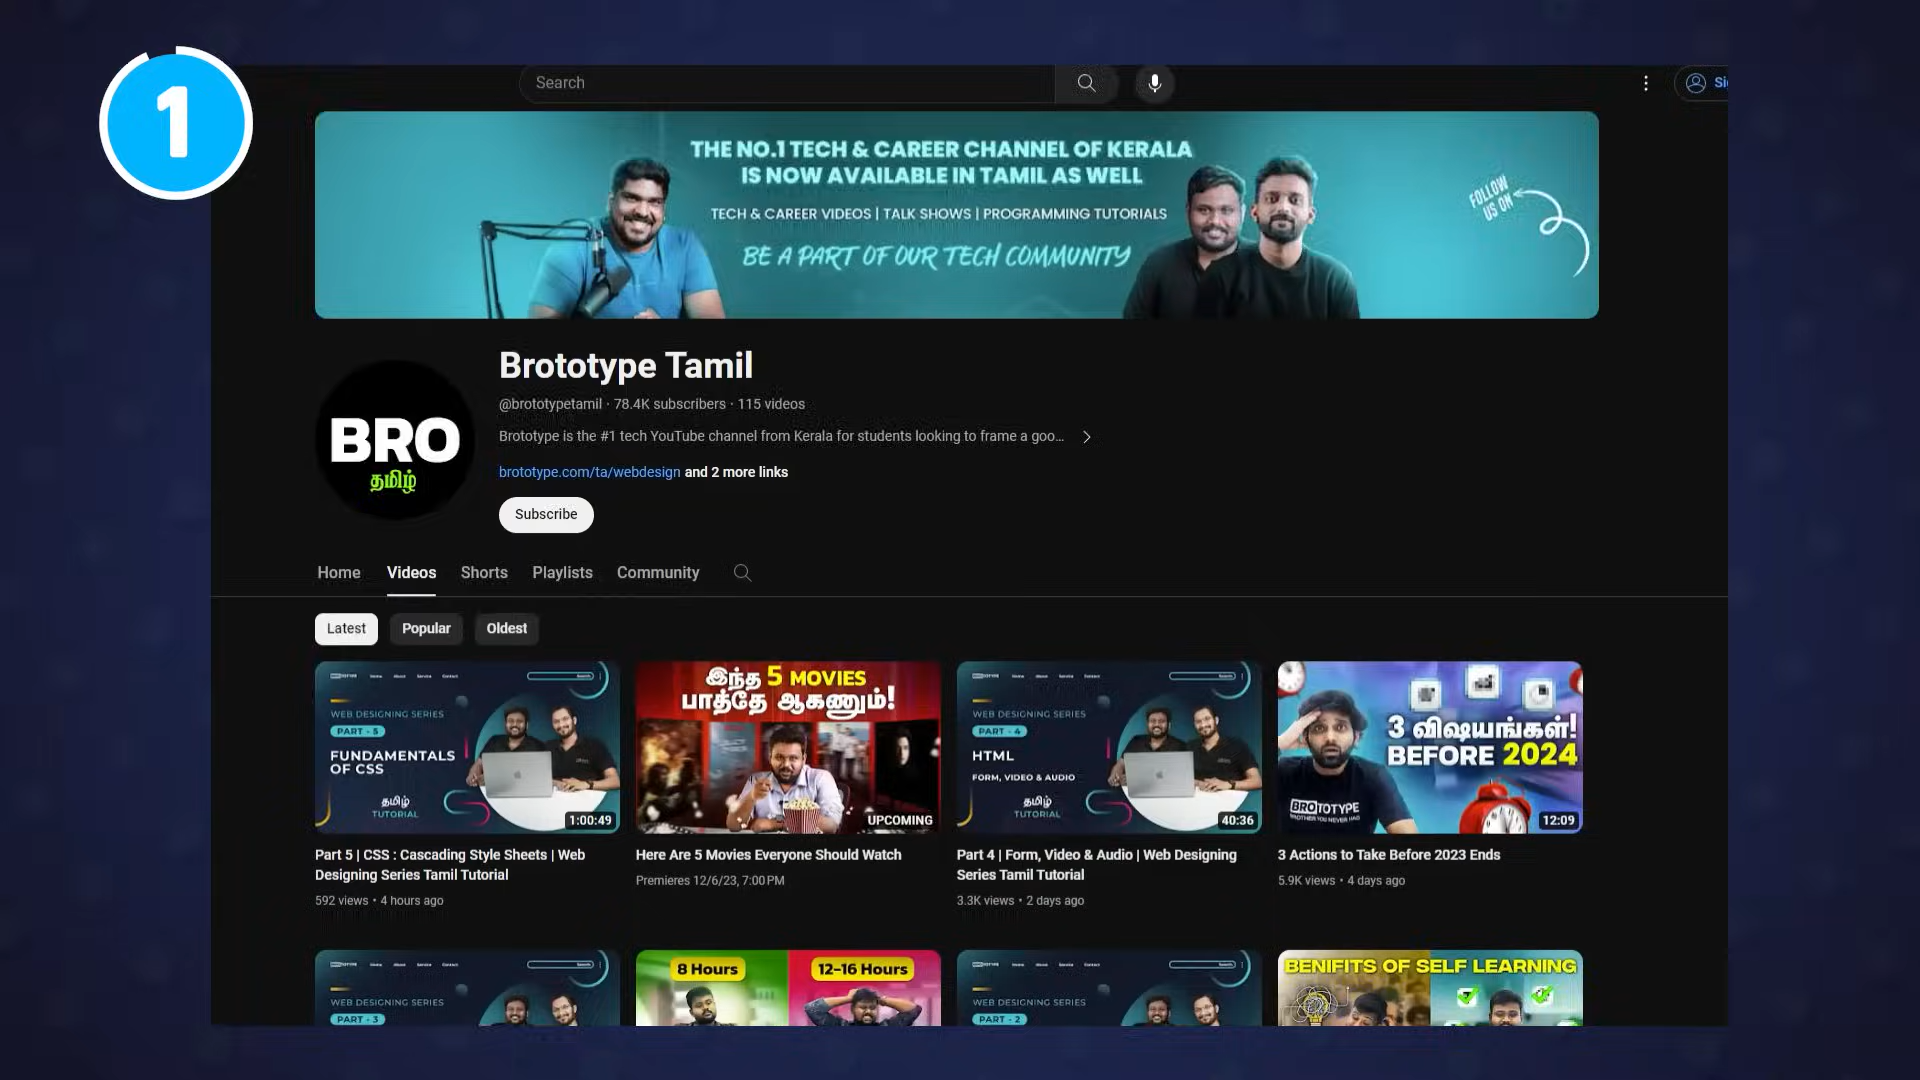 1
Search
Si
THE NO.1 TECH & CAREER CHANNEL OF KERALA
IS NOW AVAILABLE IN TAMIL AS WELL
TECH & CAREER VIDEOS | TALK SHOWS | PROGRAMMING TUTORIALS
BE A PART OF OUR TECH COMMUNITY
FOLLOW
US ON
BRO
தமிழ்
Brototype Tamil
@brototypetamil · 78.4K subscribers · 115 videos
Brototype is the #1 tech YouTube channel from Kerala for students looking to frame a goo...
brototype.com/ta/webdesign and 2 more links
Subscribe
Home Videos Shorts Playlists Community
Latest Popular Oldest
WEB DESIGNING SERIES
PART - 5
FUNDAMENTALS
OF CSS
தமிழ்
TUTORIAL
1:00:49
இந்த 5 MOVIES
பாத்தே ஆகணும்!
UPCOMING
WEB DESIGNING SERIES
PART - 4
HTML
FORM, VIDEO & AUDIO
தமிழ்
TUTORIAL
40:36
3 விஷயங்கள்!
BEFORE 2024
BROTOTYPE
12:09
Part 5 | CSS : Cascading Style Sheets | Web
Designing Series Tamil Tutorial
592 views • 4 hours ago
Here Are 5 Movies Everyone Should Watch
Premieres 12/6/23, 7:00 PM
Part 4 | Form, Video & Audio | Web Designing
Series Tamil Tutorial
3.3K views • 2 days ago
3 Actions to Take Before 2023 Ends
5.9K views • 4 days ago
WEB DESIGNING SERIES
PART - 3
8 Hours
12-16 Hours
WEB DESIGNING SERIES
PART - 2
BENIFITS OF SELF LEARNING